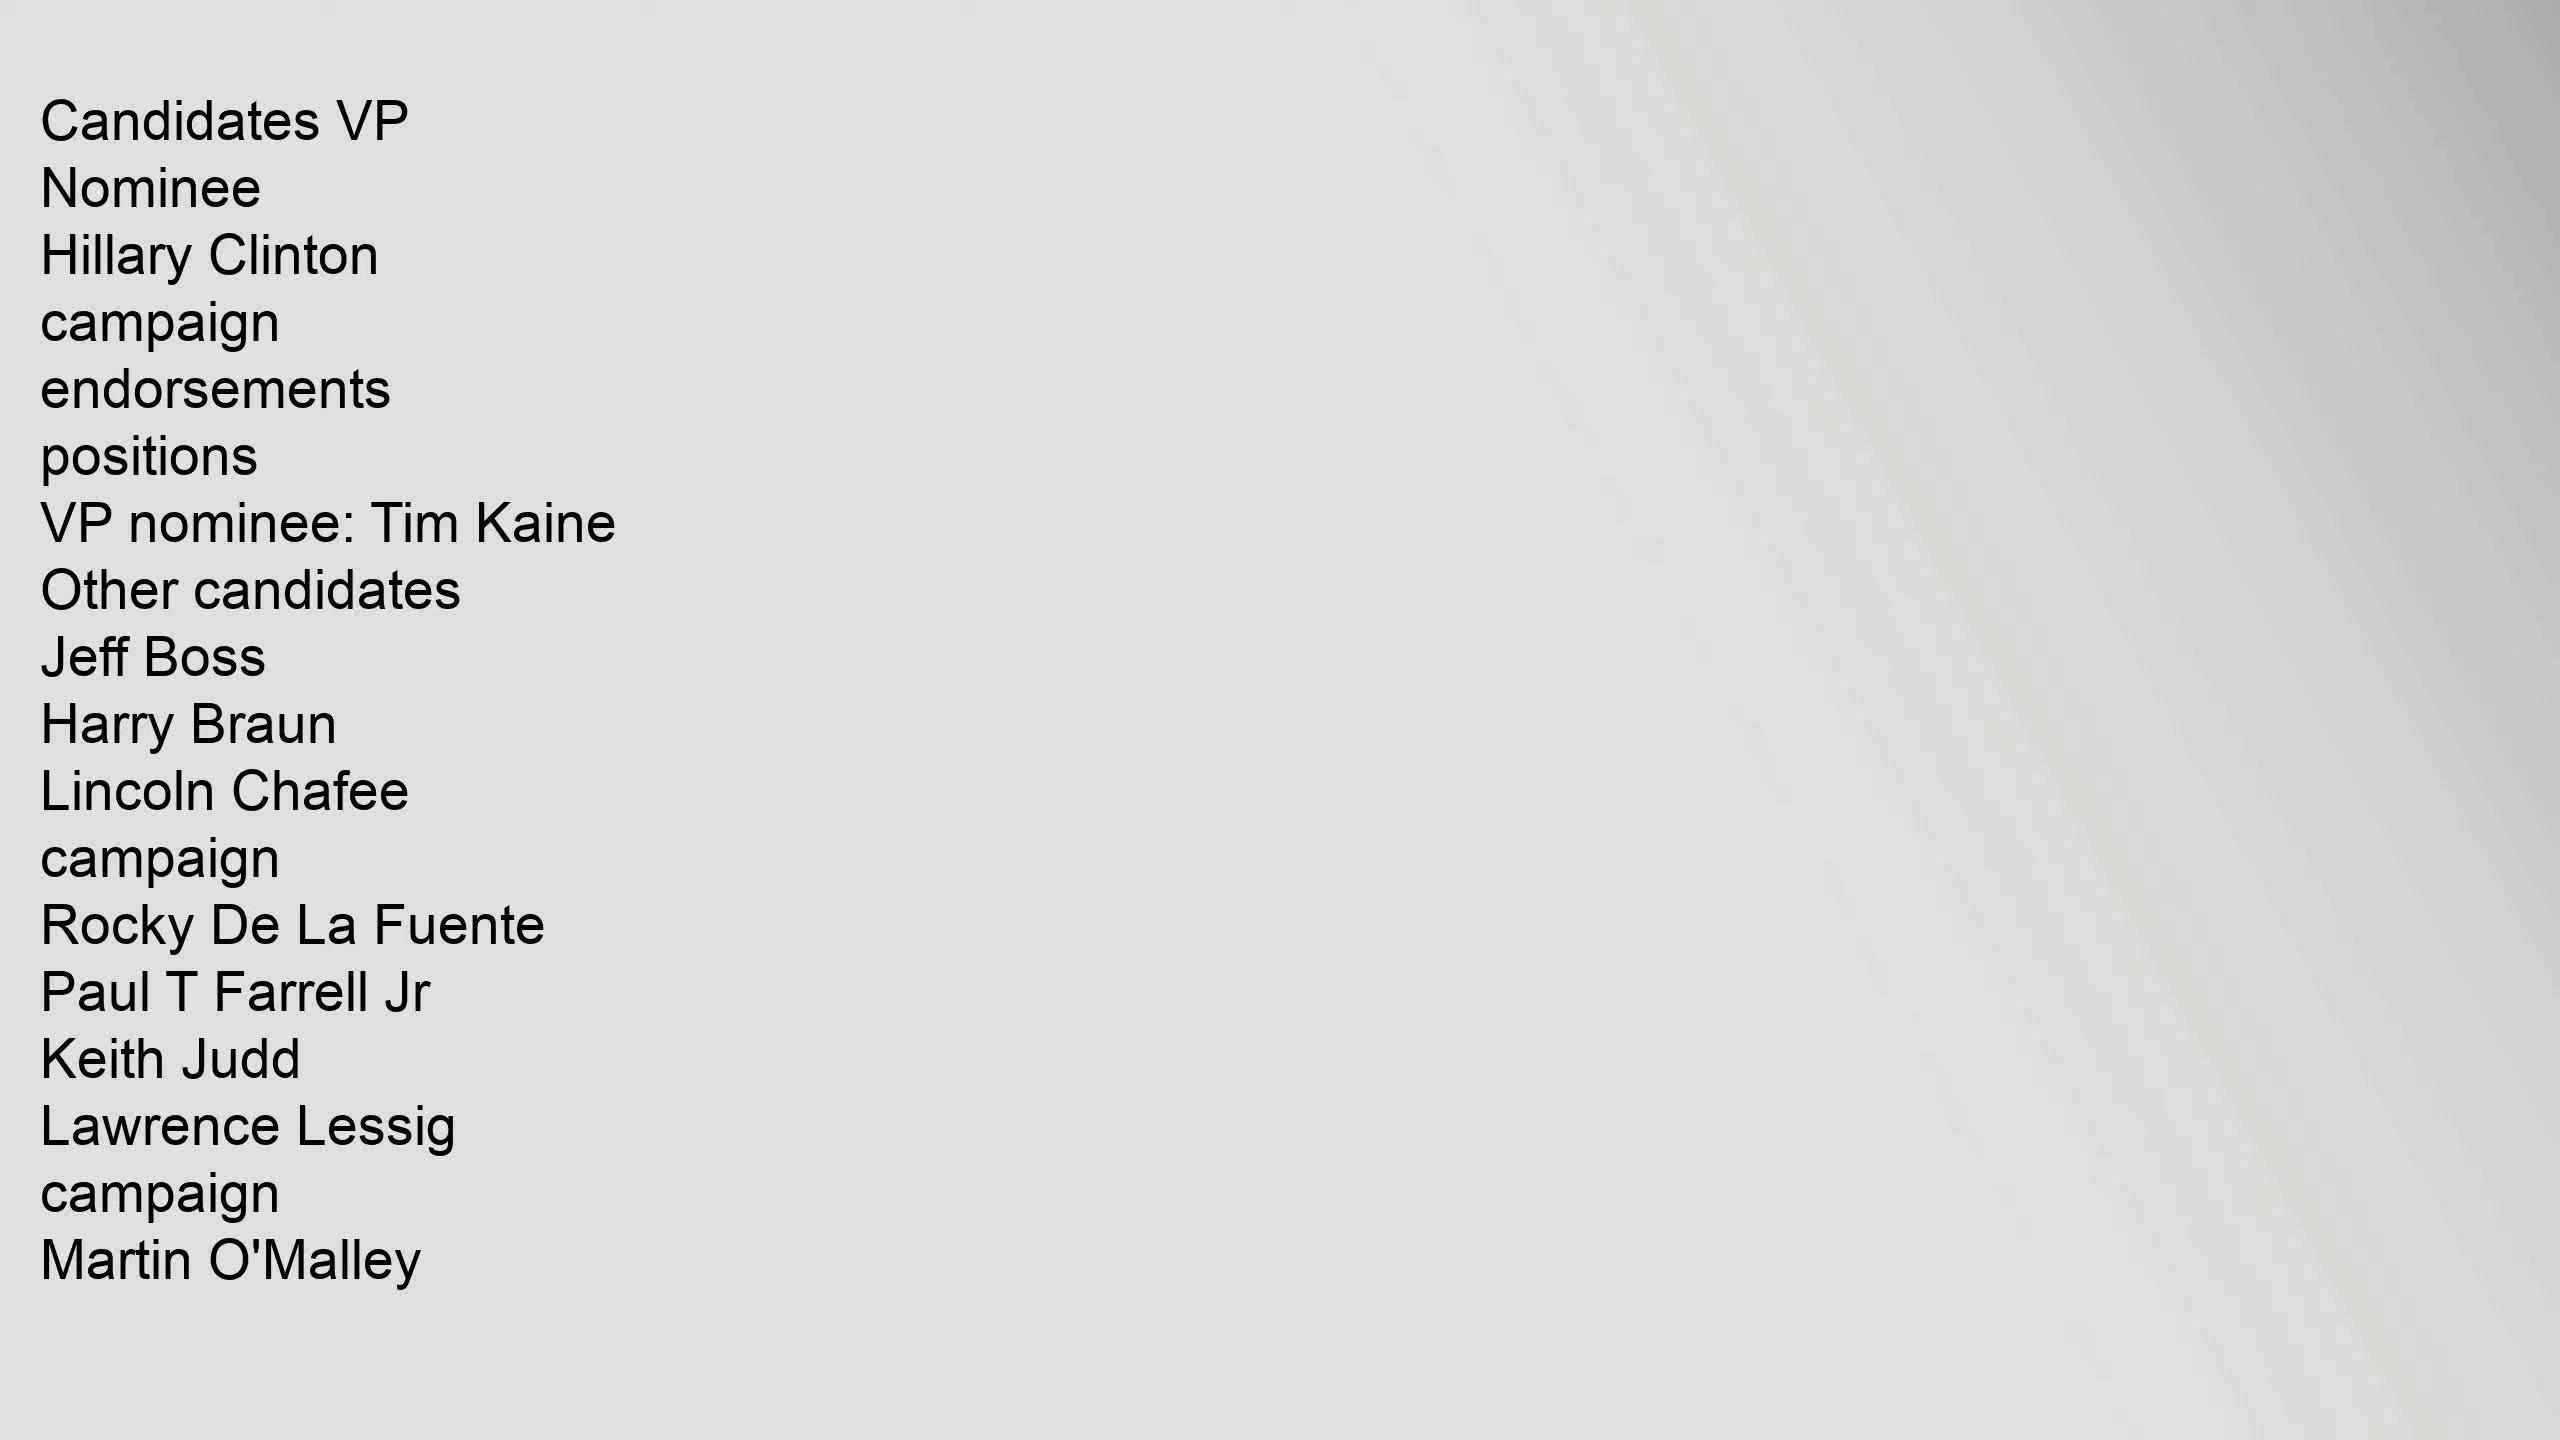 Candidates VP
Nominee
Hillary Clinton
campaign
endorsements
positions
VP nominee: Tim Kaine
Other candidates
Jeff Boss
Harry Braun
Lincoln Chafee
campaign
Rocky De La Fuente
Paul T Farrell Jr
Keith Judd
Lawrence Lessig
campaign
Martin O'Malley